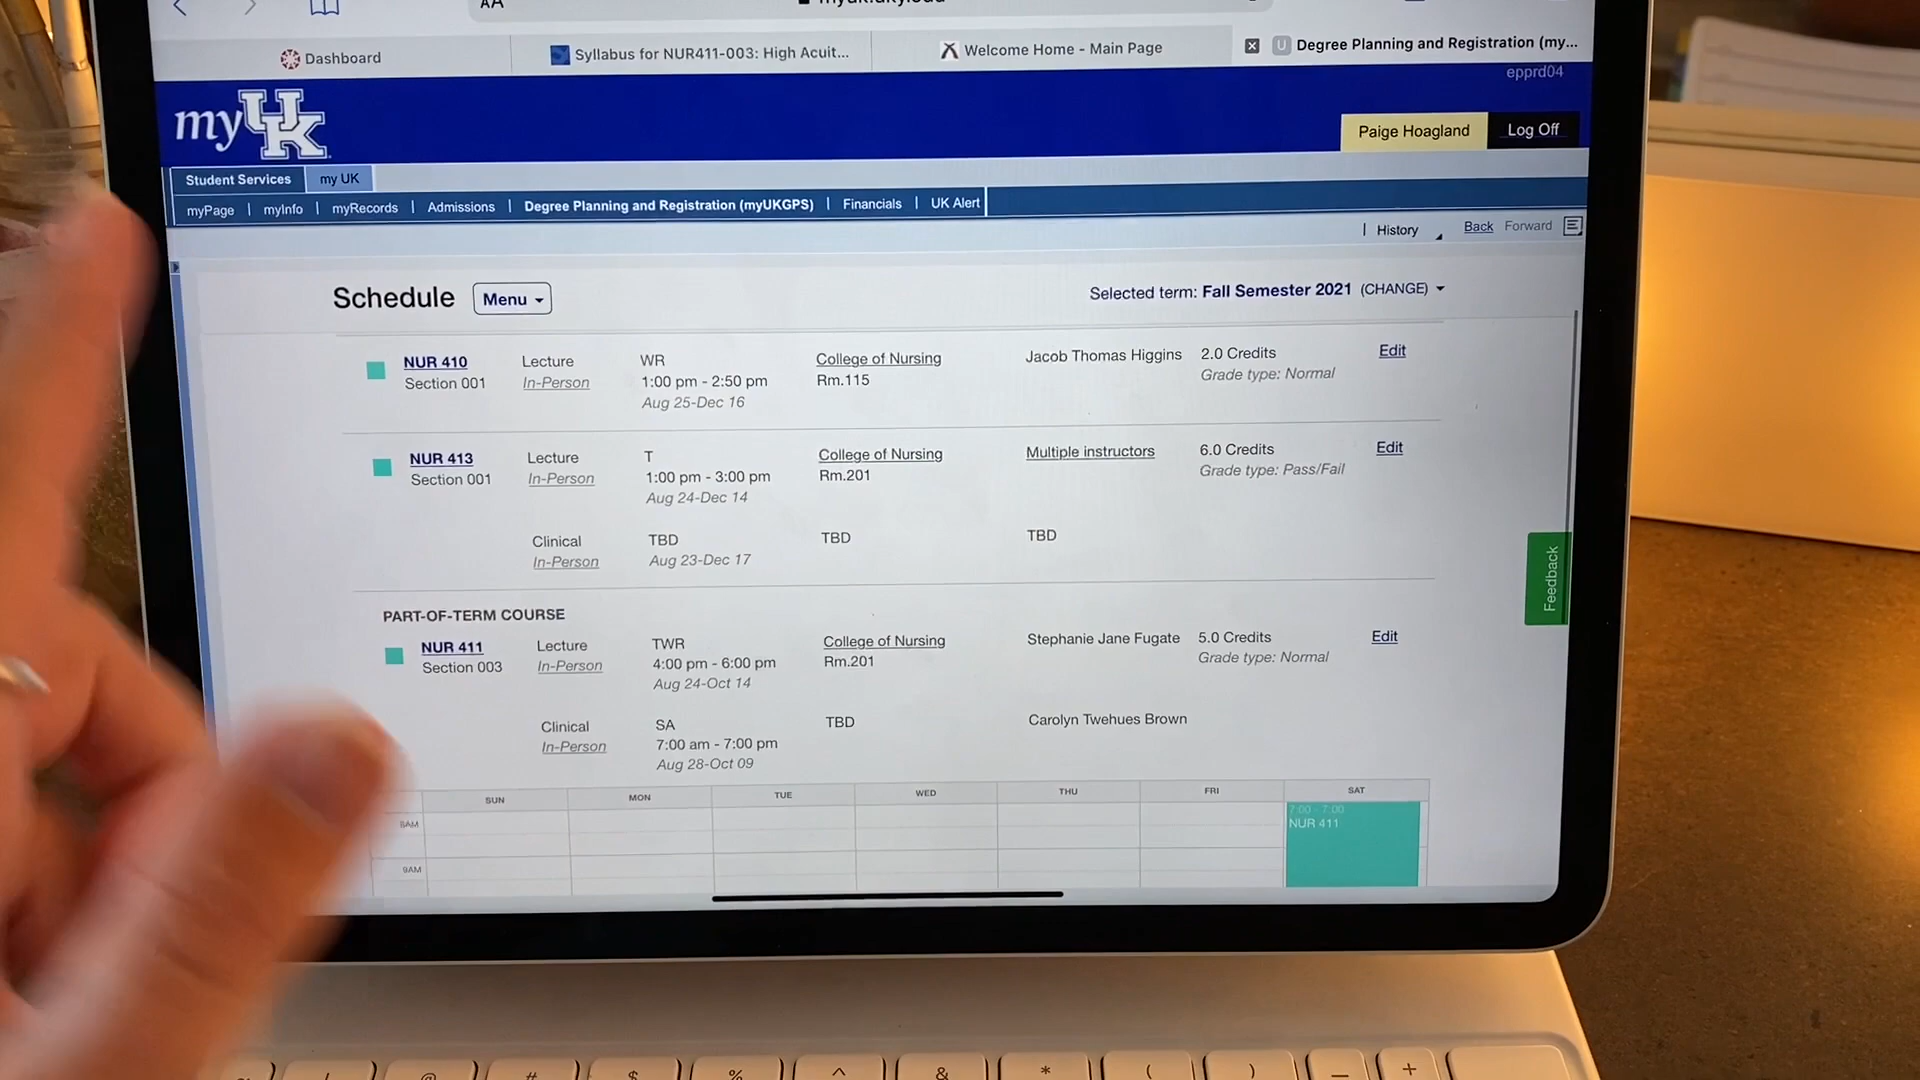 AA
Dashboard
Syllabus for NUR411-003: High Acuit...
Welcome Home - Main Page
U Degree Planning and Registration (my...
epprd04
my UK
Paige Hoagland
Log Off
Student Services
my UK
myPage | myInfo | myRecords | Admissions | Degree Planning and Registration (myUKGPS) | Financials | UK Alert
| History
Back Forward
Schedule
Menu
Selected term: Fall Semester 2021 (CHANGE)
NUR 410 Lecture WR College of Nursing Jacob Thomas Higgins 2.0 Credits Edit
Section 001 In-Person 1:00 pm - 2:50 pm Rm.115 Grade type: Normal
Aug 25-Dec 16
NUR 413 Lecture T College of Nursing Multiple instructors 6.0 Credits Edit
Section 001 In-Person 1:00 pm - 3:00 pm Rm.201 Grade type: Pass/Fail
Aug 24-Dec 14
Clinical TBD TBD TBD
In-Person Aug 23-Dec 17
Feedback
PART-OF-TERM COURSE
NUR 411 Lecture TWR College of Nursing Stephanie Jane Fugate 5.0 Credits Edit
Section 003 In-Person 4:00 pm - 6:00 pm Rm.201 Grade type: Normal
Aug 24-Oct 14
Clinical SA TBD Carolyn Twehues Brown
In-Person 7:00 am - 7:00 pm
Aug 28-Oct 09
SUN MON TUE WED THU FRI SAT
7:00 - 7:00
8AM NUR 411
9AM
@ # $ % ^ & * ( ) _ +